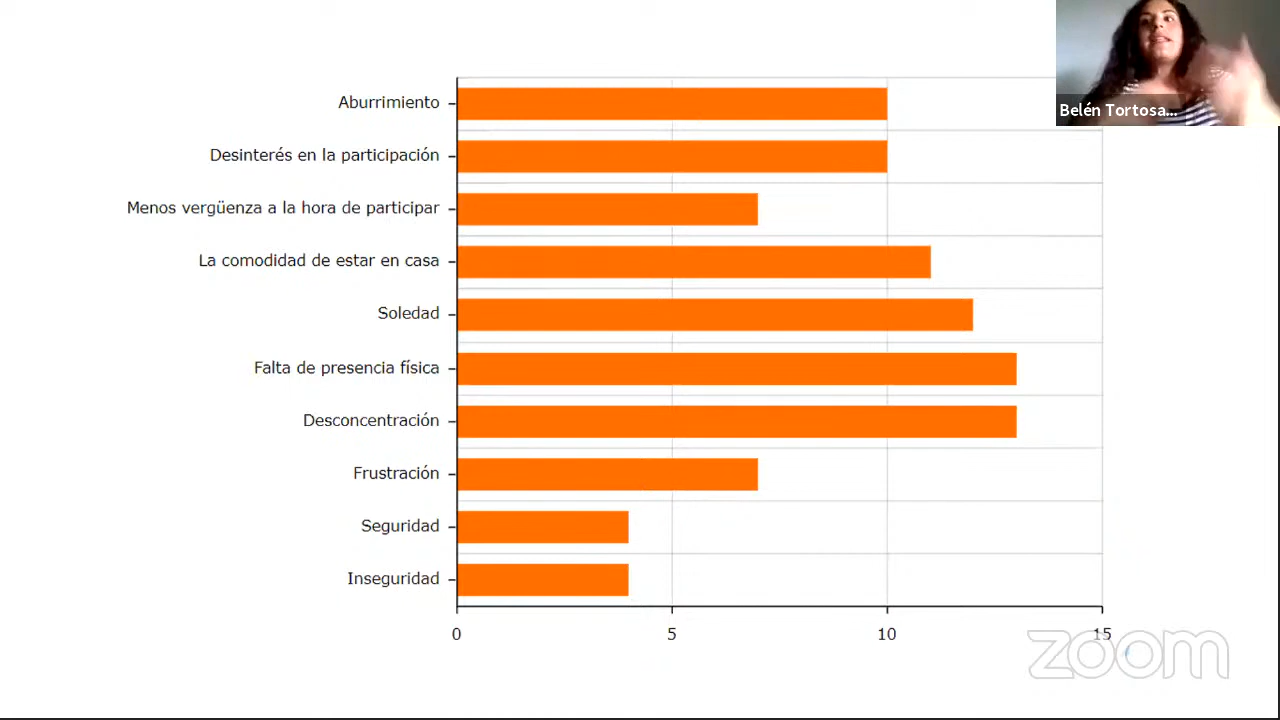 Belén Tortosa...
Aburrimiento
Desinterés en la participación
Menos vergüenza a la hora de participar
La comodidad de estar en casa
Soledad
Falta de presencia física
Desconcentración
Frustración
Seguridad
Inseguridad
0 5 10 15
zoom